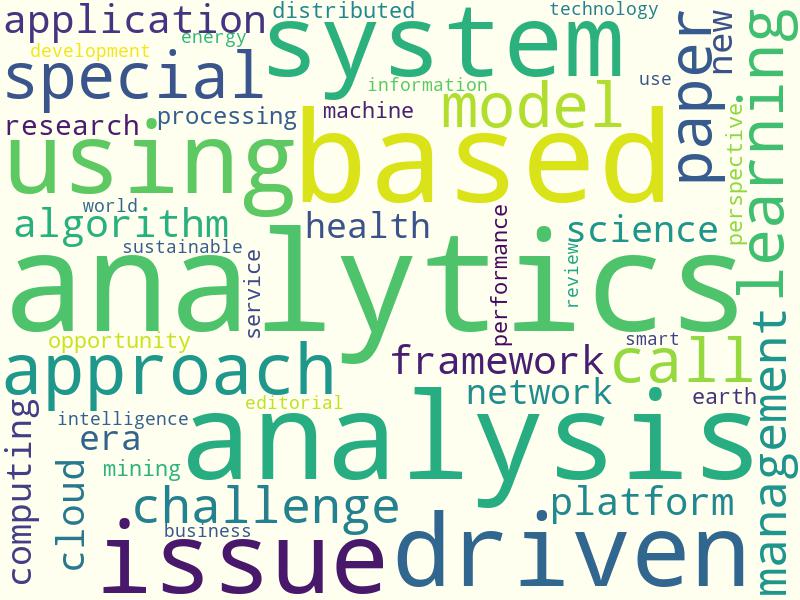 application
distributed
technology
system
energy
development
special
information
use
paper
new
learning
model
machine
processing
research
using
based
perspective
world
algorithm
health
science
sustainable
service
performance
review
analytics
opportunity
approach
framework
smart
call
network
earth
management
editorial
intelligence
era
analysis
mining
computing
cloud
challenge
platform
business
issue
driven